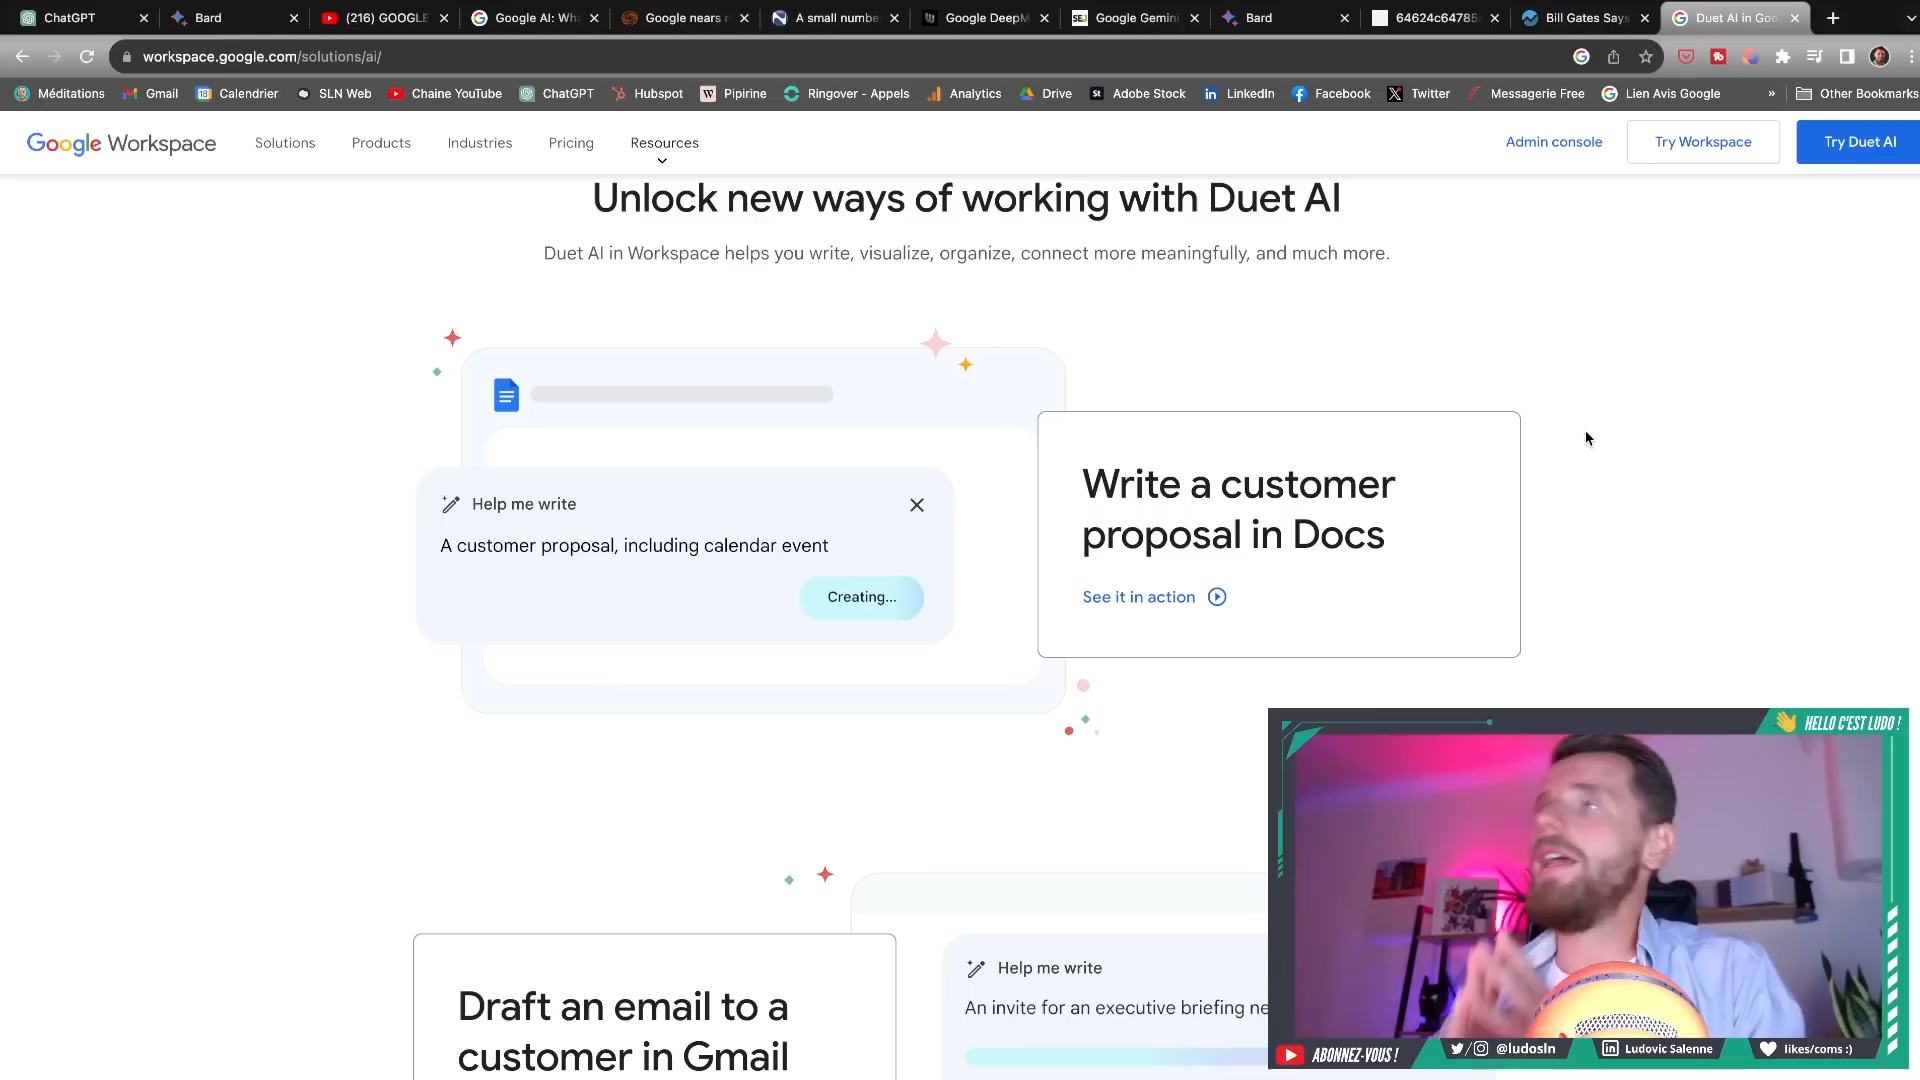 ChatGPT
Bard
(216) GOOGLE
Google AI: Wh
Google nears
A small numbe
Google DeepM
Google Gemini
Bard
64624c64785
Bill Gates Says
Duet AI in Goo
workspace.google.com/solutions/ai/
Méditations
Gmail
Calendrier
SLN Web
Chaine YouTube
ChatGPT
Hubspot
Pipirine
Ringover - Appels
Analytics
Drive
Adobe Stock
LinkedIn
Facebook
Twitter
Messagerie Free
Lien Avis Google
»
Other Bookmarks
Google Workspace
Solutions
Products
Industries
Pricing
Resources
Admin console
Try Workspace
Try Duet AI
Unlock new ways of working with Duet AI
Duet AI in Workspace helps you write, visualize, organize, connect more meaningfully, and much more.
Help me write
A customer proposal, including calendar event
Creating...
Write a customer
proposal in Docs
See it in action
HELLO C'EST LUDO !
Draft an email to a
customer in Gmail
Help me write
An invite for an executive briefing ne
ABONNEZ-VOUS !
@ludosln
Ludovic Salenne
likes/coms :)